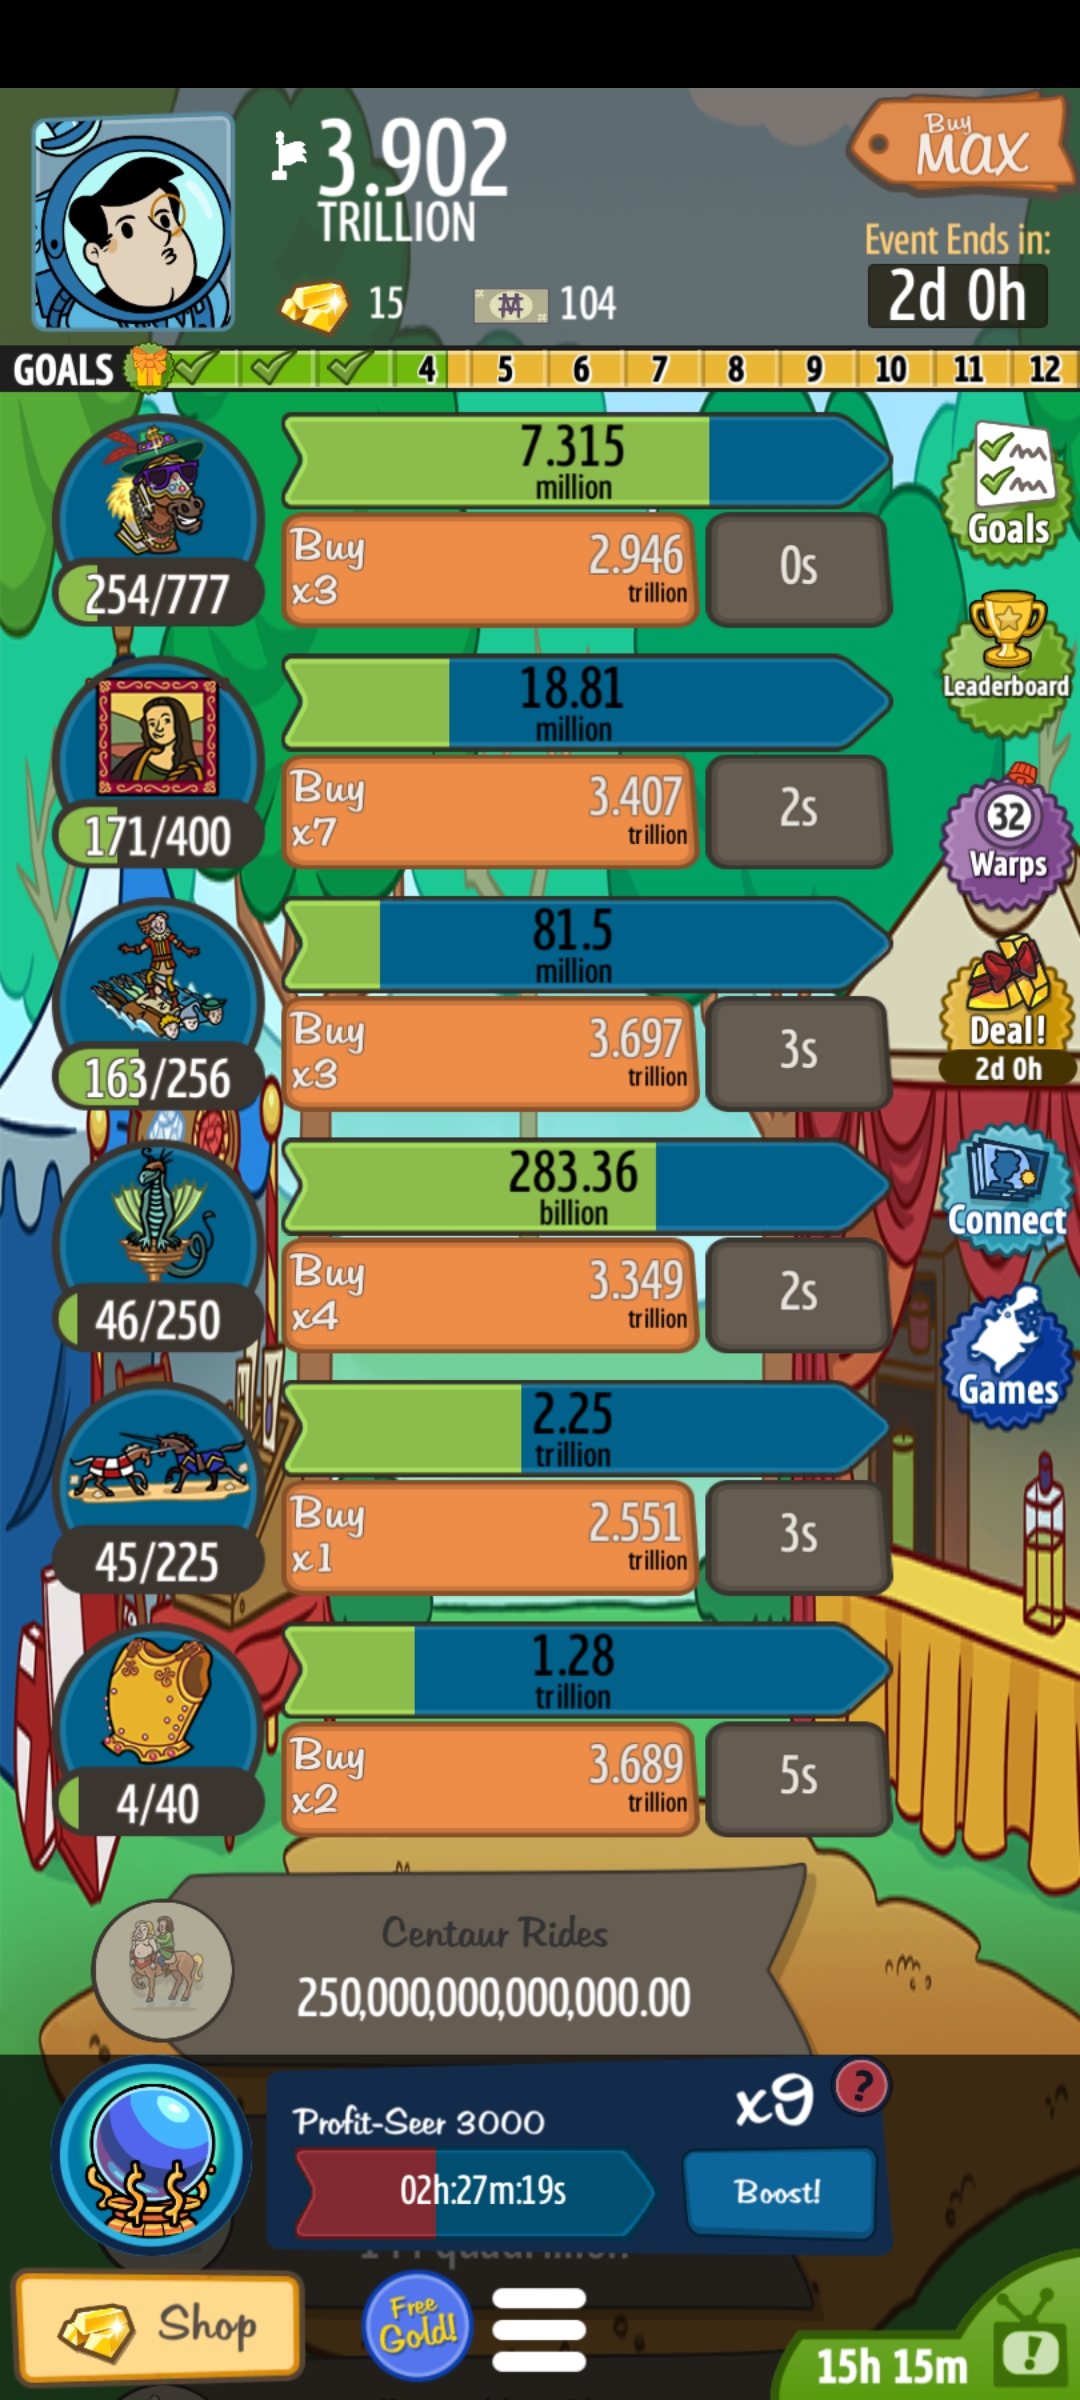 3.902
TRILLION
Buy
MAX
15
104
Event Ends in:
2d 0h
GOALS
4 5 6 7 8 9 10 11 12
7.315
million
Buy
x3
2.946
trillion
0s
254/777
Goals
18.81
million
Buy
x7
3.407
trillion
2s
171/400
Leaderboard
32
Warps
81.5
million
Buy
x3
3.697
trillion
3s
163/256
Deal!
2d 0h
283.36
billion
Buy
x4
3.349
trillion
2s
46/250
Connect
Games
2.25
trillion
Buy
x1
2.551
trillion
3s
45/225
1.28
trillion
Buy
x2
3.689
trillion
5s
4/40
Centaur Rides
250,000,000,000,000.00
Profit-Seer 3000
x9
?
02h:27m:19s
Boost!
Shop
Free
Gold!
15h 15m
!